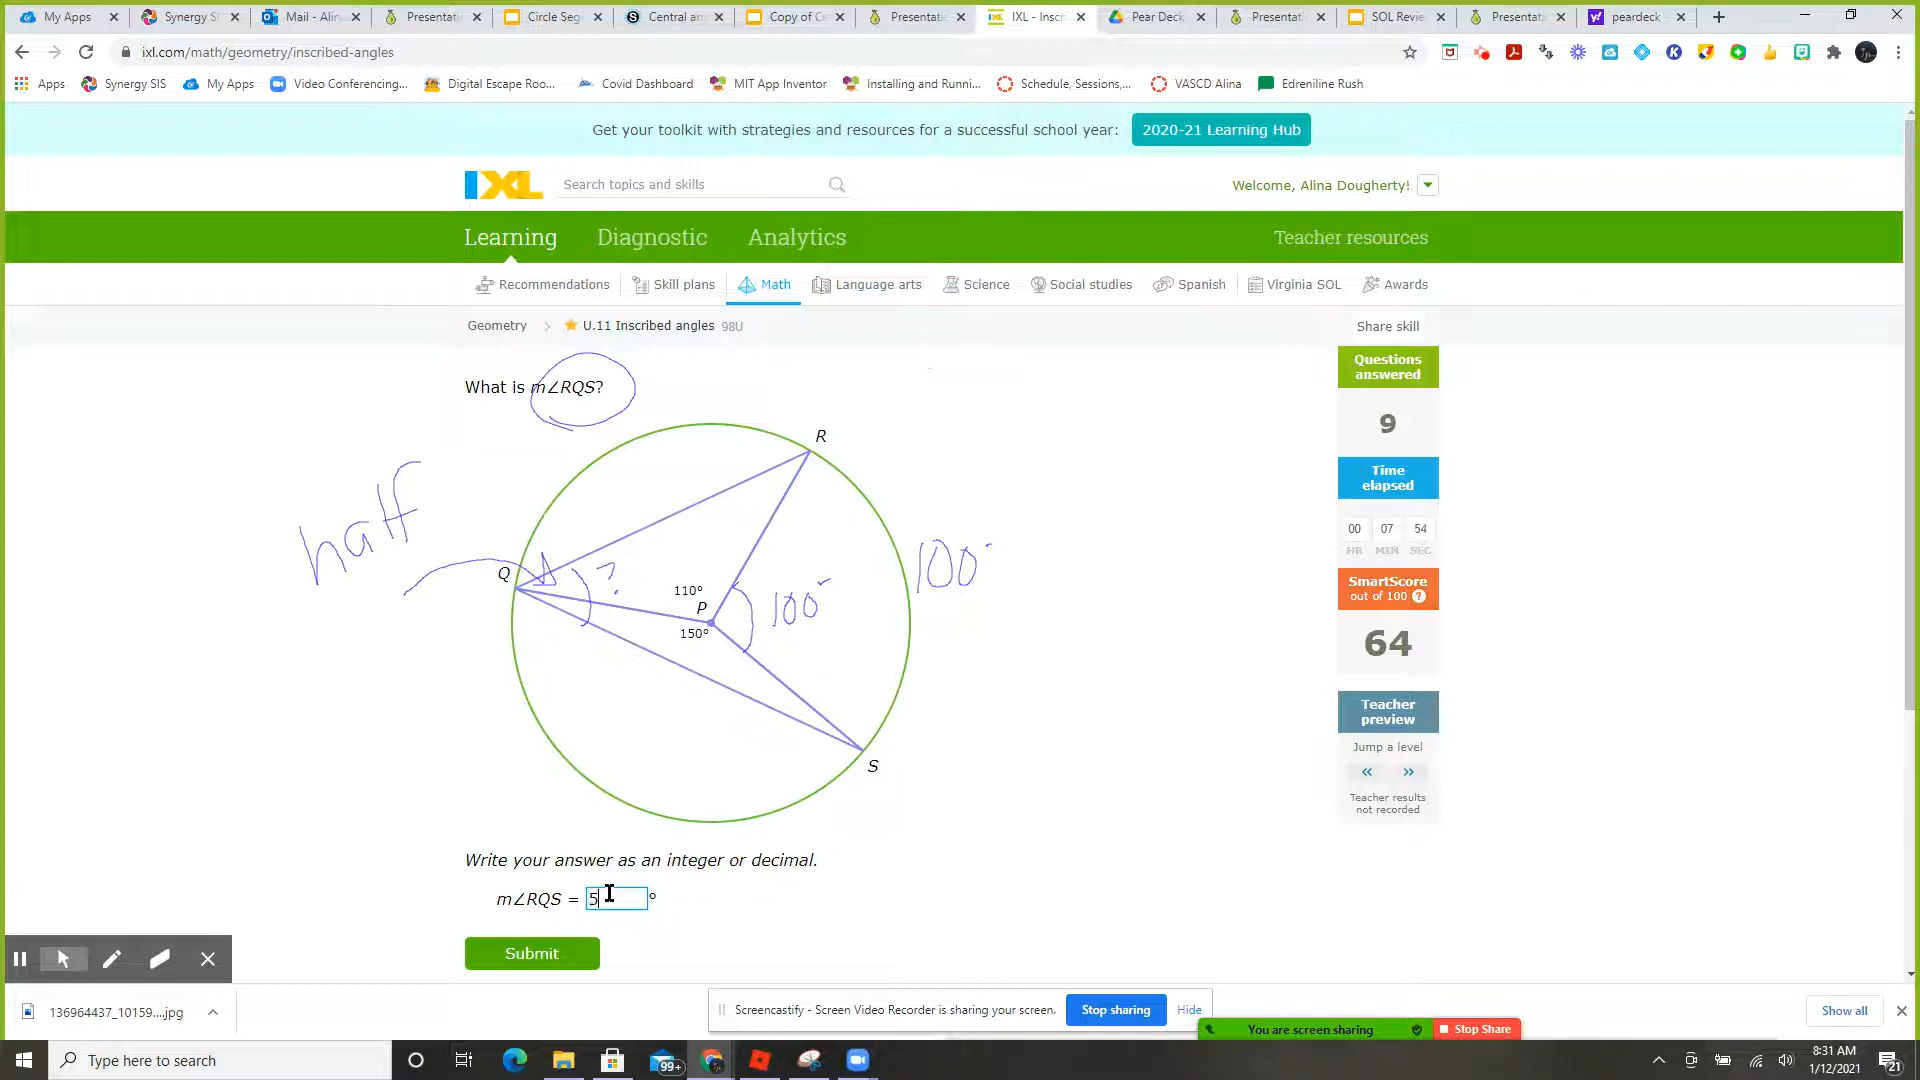 My Apps
Synergy SI
Mail - Alin
Presentatic
Circle Seg
Central an
Copy of C
Presentatic
IXL - Inscr
Pear Deck
Presentati
SOL Revie
Presentat
peardeck
ixl.com/math/geometry/inscribed-angles
Apps
Synergy SIS
My Apps
Video Conferencing...
Digital Escape Roo...
Covid Dashboard
MIT App Inventor
Installing and Runni...
Schedule, Sessions,...
VASCD Alina
Edreniline Rush
Get your toolkit with strategies and resources for a successful school year:
2020-21 Learning Hub
IXL
Search topics and skills
Welcome, Alina Dougherty!
Learning
Diagnostic
Analytics
Teacher resources
Recommendations
Skill plans
Math
Language arts
Science
Social studies
Spanish
Virginia SOL
Awards
Geometry
U.11 Inscribed angles 98U
Share skill
Questions answered
9
Time elapsed
00 07 54
HR MIN SEC
SmartScore out of 100 ?
64
Teacher preview
Jump a level
« »
Teacher results not recorded
What is m∠RQS?
R
half
100°
Q
?
110°
P
100°
150°
S
Write your answer as an integer or decimal.
m∠RQS = 5 °
Submit
136964437_10159....jpg
Screencastify - Screen Video Recorder is sharing your screen.
Stop sharing
Hide
Show all
You are screen sharing
Stop Share
Type here to search
99+
8:31 AM
1/12/2021
21